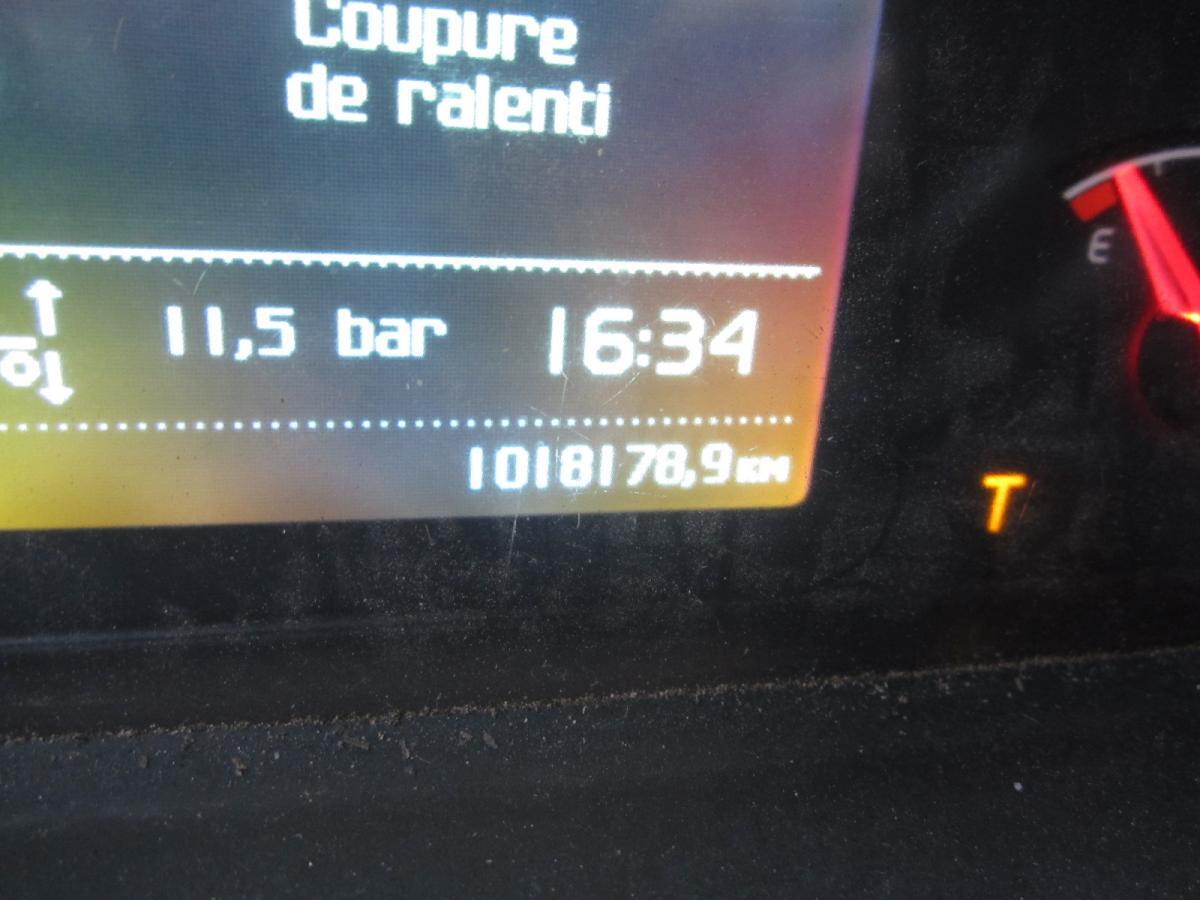 Coupure
de ralenti
11,5 bar 16:34
1018178,9 KM
E
T